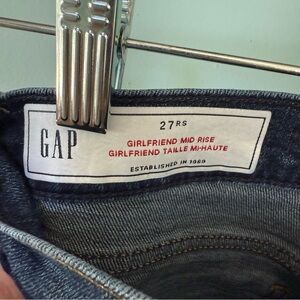 27RS
GAP
GIRLFRIEND MID RISE
GIRLFRIEND TAILLE MI-HAUTE
ESTABLISHED IN 1969